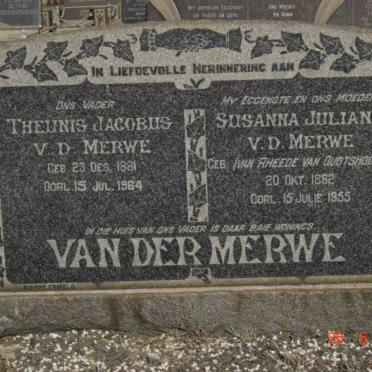 In Liefdevolle Herinnering aan
Ons Vader
Theunis Jacobus
v.d. Merwe
Geb. 23 Des. 1881
Oorl. 15 Jul. 1964
My Eggenote en ons Moeder
Susanna Julian
v.d. Merwe
Geb. (van Rheede van Oudtshoo
20 Okt. 1882
Oorl. 15 Julie 1955
In die huis van ons Vader is daar baie wonings.
VAN DER MERWE